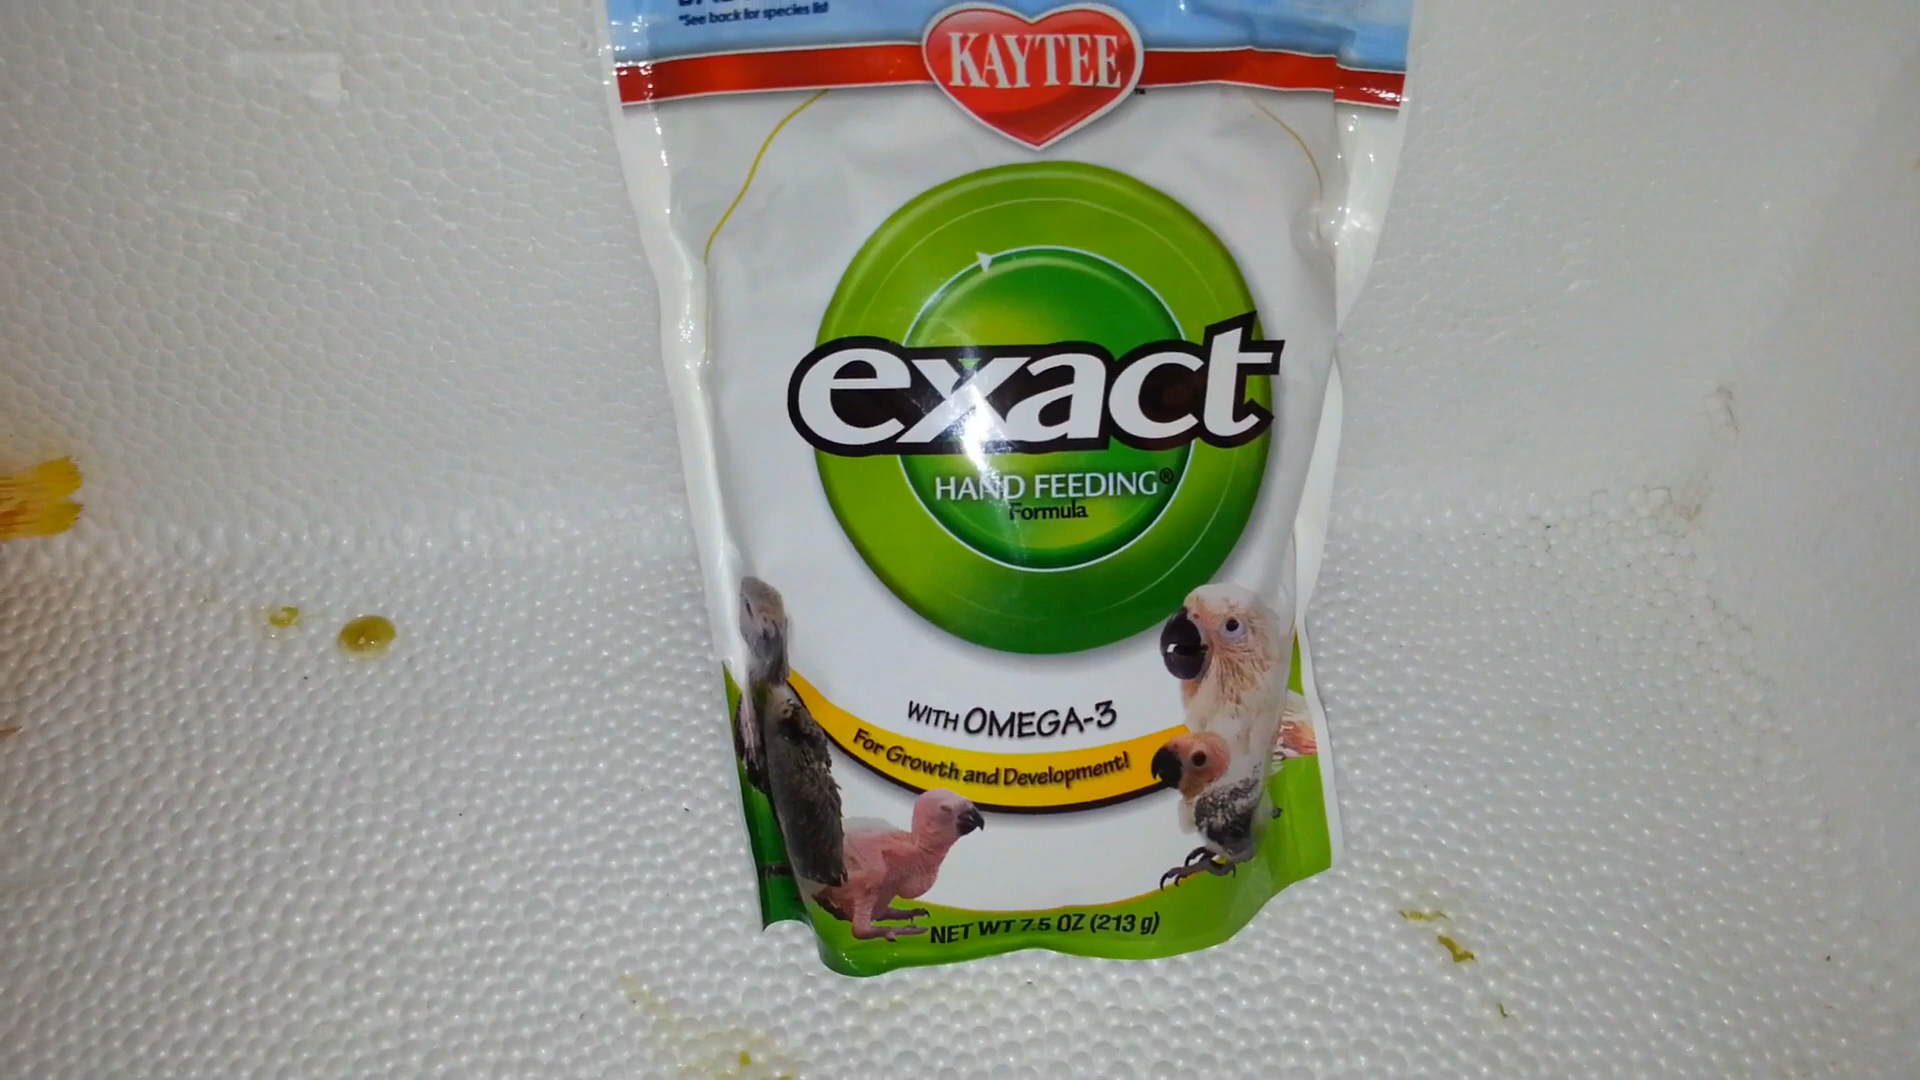 *See back for species list
KAYTEE
™
exact
HAND FEEDING®
Formula
WITH OMEGA-3
For Growth and Development!
NET WT 7.5 OZ (213 g)